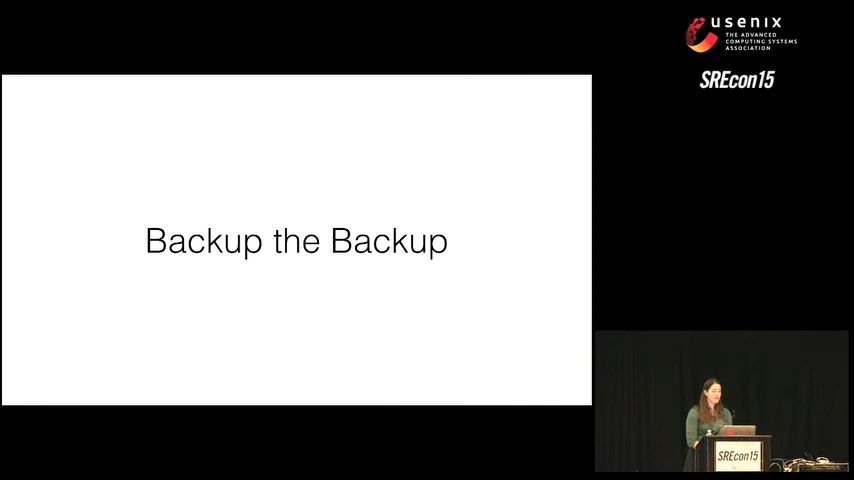 usenix
THE ADVANCED
COMPUTING SYSTEMS
ASSOCIATION
SREcon15
Backup the Backup
SREcon15